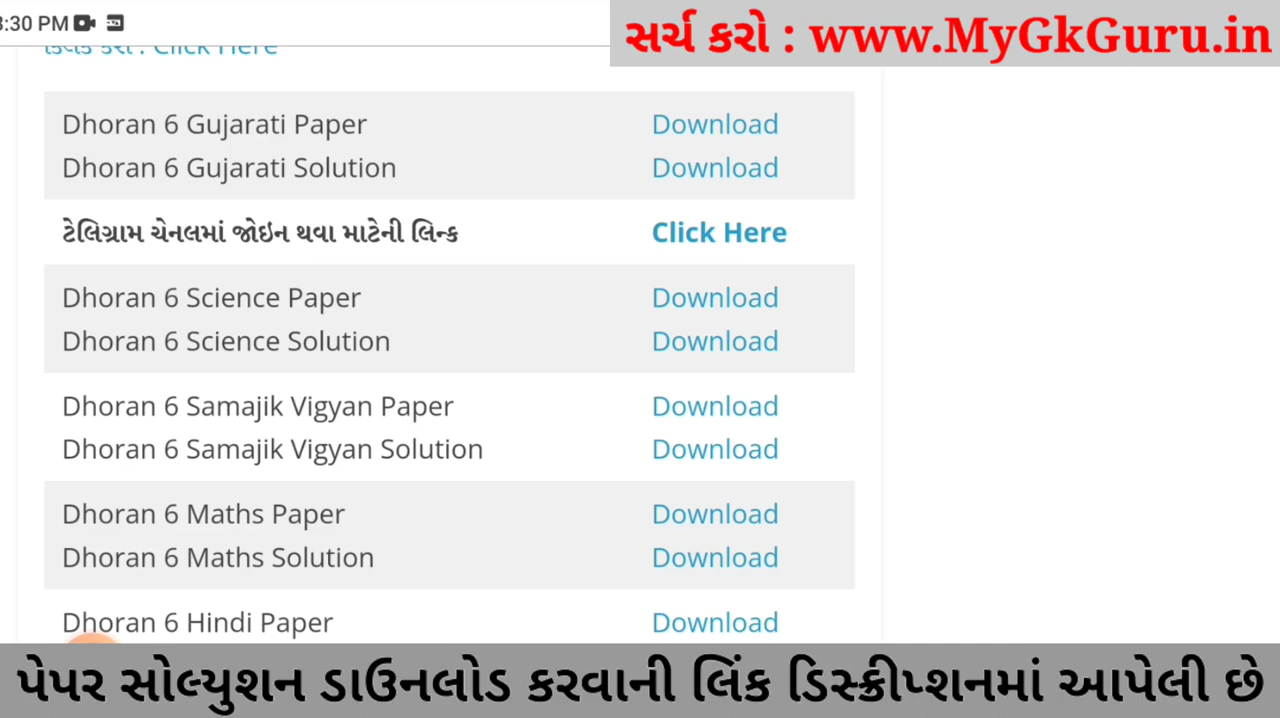 3:30 PM
સર્ચ કરો : www.MyGkGuru.in
ક્લિક કરો : Click Here
Dhoran 6 Gujarati Paper Download
Dhoran 6 Gujarati Solution Download
ટેલિગ્રામ ચેનલમાં જોઇન થવા માટેની લિન્ક Click Here
Dhoran 6 Science Paper Download
Dhoran 6 Science Solution Download
Dhoran 6 Samajik Vigyan Paper Download
Dhoran 6 Samajik Vigyan Solution Download
Dhoran 6 Maths Paper Download
Dhoran 6 Maths Solution Download
Dhoran 6 Hindi Paper Download
પેપર સોલ્યુશન ડાઉનલોડ કરવાની લિંક ડિસ્ક્રીપ્શનમાં આપેલી છે